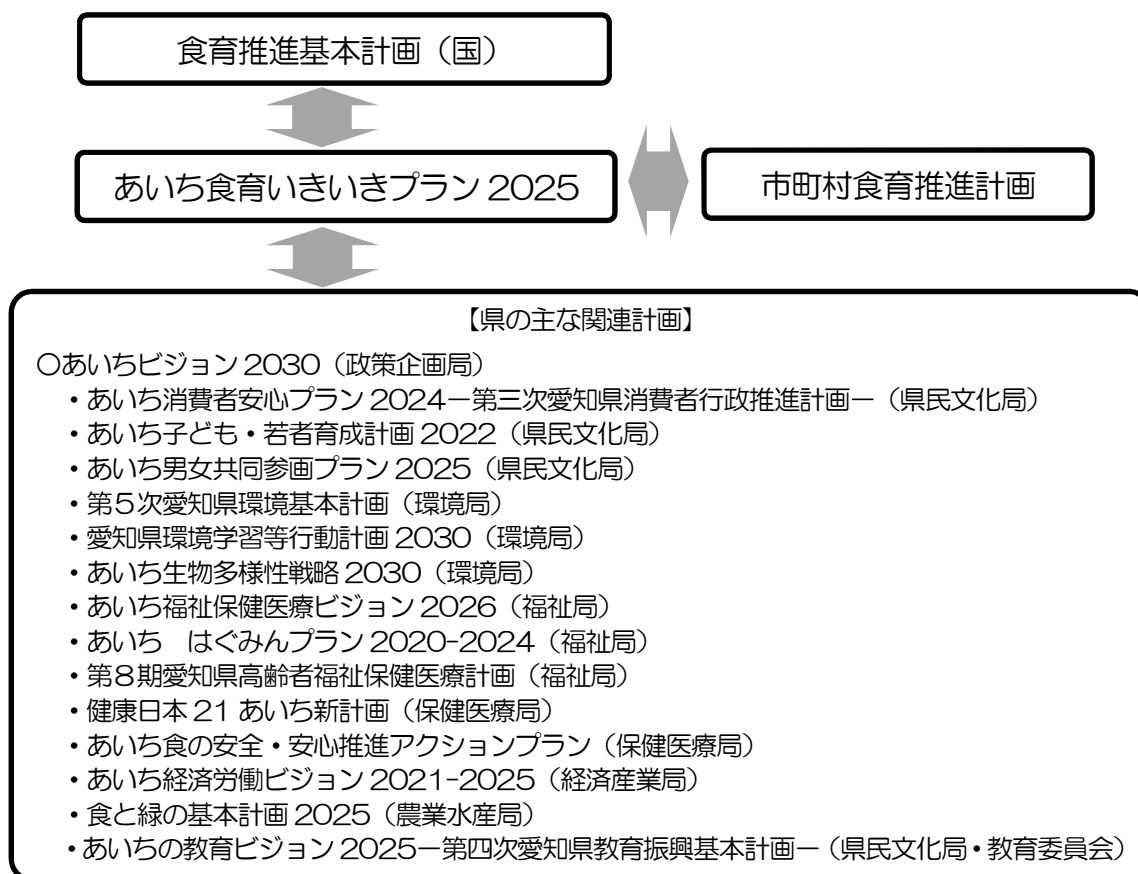 食育推進基本計画（国）
あいち食育いきいきプラン 2025
市町村食育推進計画
【県の主な関連計画】
〇あいちビジョン 2030（政策企画局）
・あいち消費者安心プラン 2024－第三次愛知県消費者行政推進計画－（県民文化局）
・あいち子ども・若者育成計画 2022（県民文化局）
・あいち男女共同参画プラン 2025（県民文化局）
・第５次愛知県環境基本計画（環境局）
・愛知県環境学習等行動計画 2030（環境局）
・あいち生物多様性戦略 2030（環境局）
・あいち福祉保健医療ビジョン 2026（福祉局）
・あいち　はぐみんプラン 2020-2024（福祉局）
・第８期愛知県高齢者福祉保健医療計画（福祉局）
・健康日本 21 あいち新計画（保健医療局）
・あいち食の安全・安心推進アクションプラン（保健医療局）
・あいち経済労働ビジョン 2021-2025（経済産業局）
・食と緑の基本計画 2025（農業水産局）
・あいちの教育ビジョン 2025－第四次愛知県教育振興基本計画－（県民文化局・教育委員会）